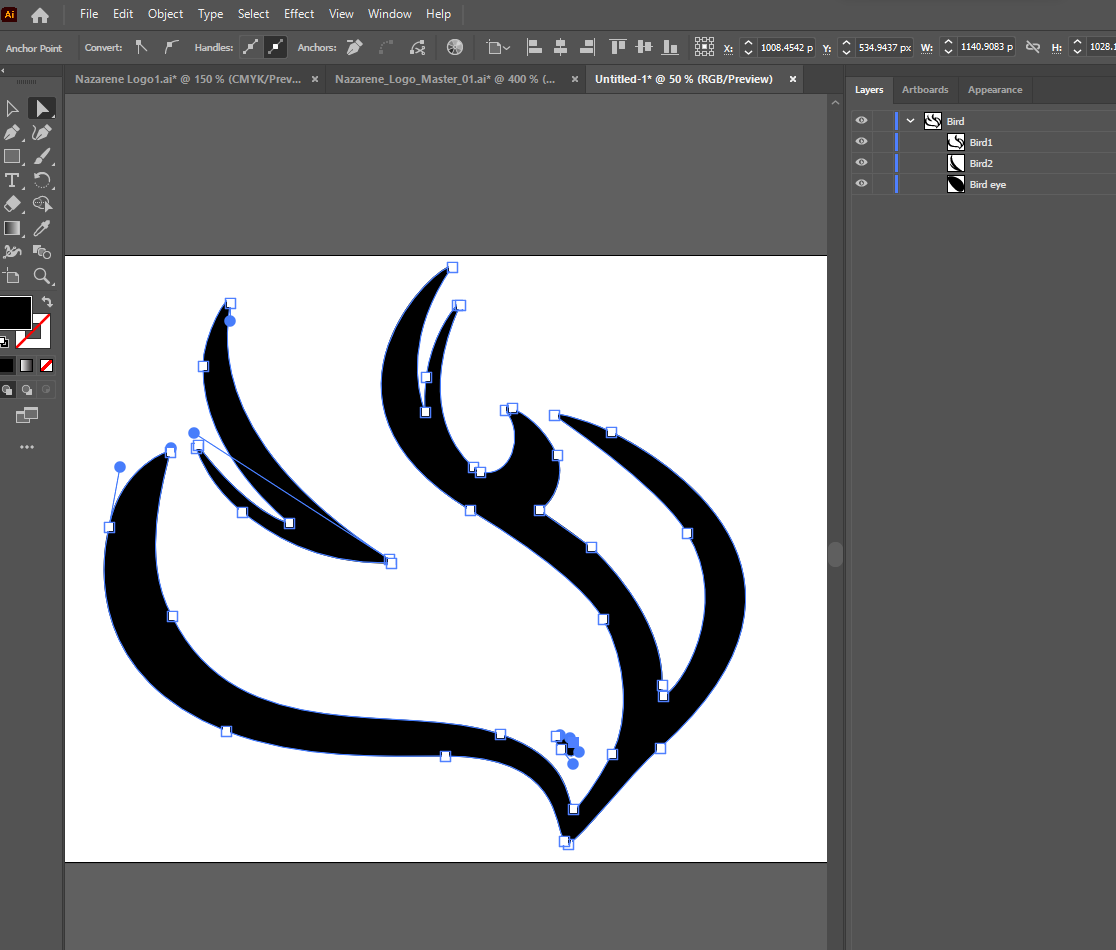 Ai File Edit Object Type Select Effect View Window Help
Anchor Point Convert: Handles: Anchors: X: 1008.4542 p Y: 534.9437 px W: 1140.9083 p H: 1028.1
Nazarene Logo1.ai* @ 150 % (CMYK/Prev... × Nazarene_Logo_Master_01.ai* @ 400 % (... × Untitled-1* @ 50 % (RGB/Preview) ×
Layers Artboards Appearance
Bird
Bird1
Bird2
Bird eye